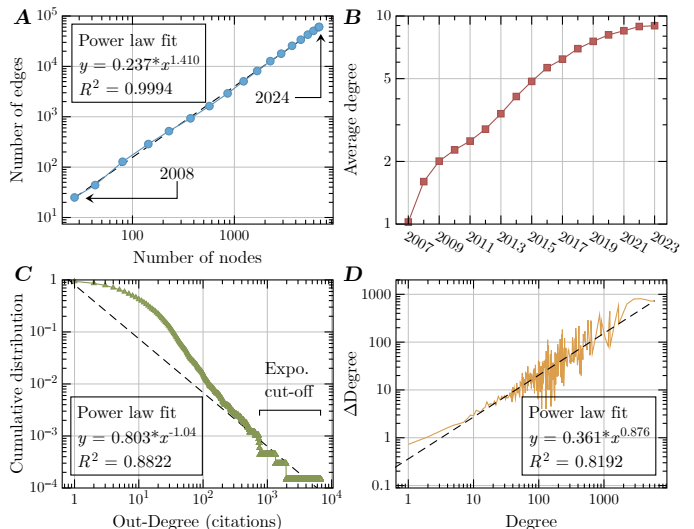 A
Number of edges
10^5
10^4
10^3
10^2
10^1
Power law fit
y = 0.237*x^1.410
R^2 = 0.9994
2024
2008
100
1000
Number of nodes
B
Average degree
10
5
2
1
2007
2009
2011
2013
2015
2017
2019
2021
2023
C
Cumulative distribution
1
10^-1
10^-2
10^-3
10^-4
Expo.
cut-off
Power law fit
y = 0.803*x^-1.04
R^2 = 0.8822
1
10^1
10^2
10^3
10^4
Out-Degree (citations)
D
ΔDegree
1000
100
10
1
0.1
Power law fit
y = 0.361*x^0.876
R^2 = 0.8192
1
10
100
1000
Degree